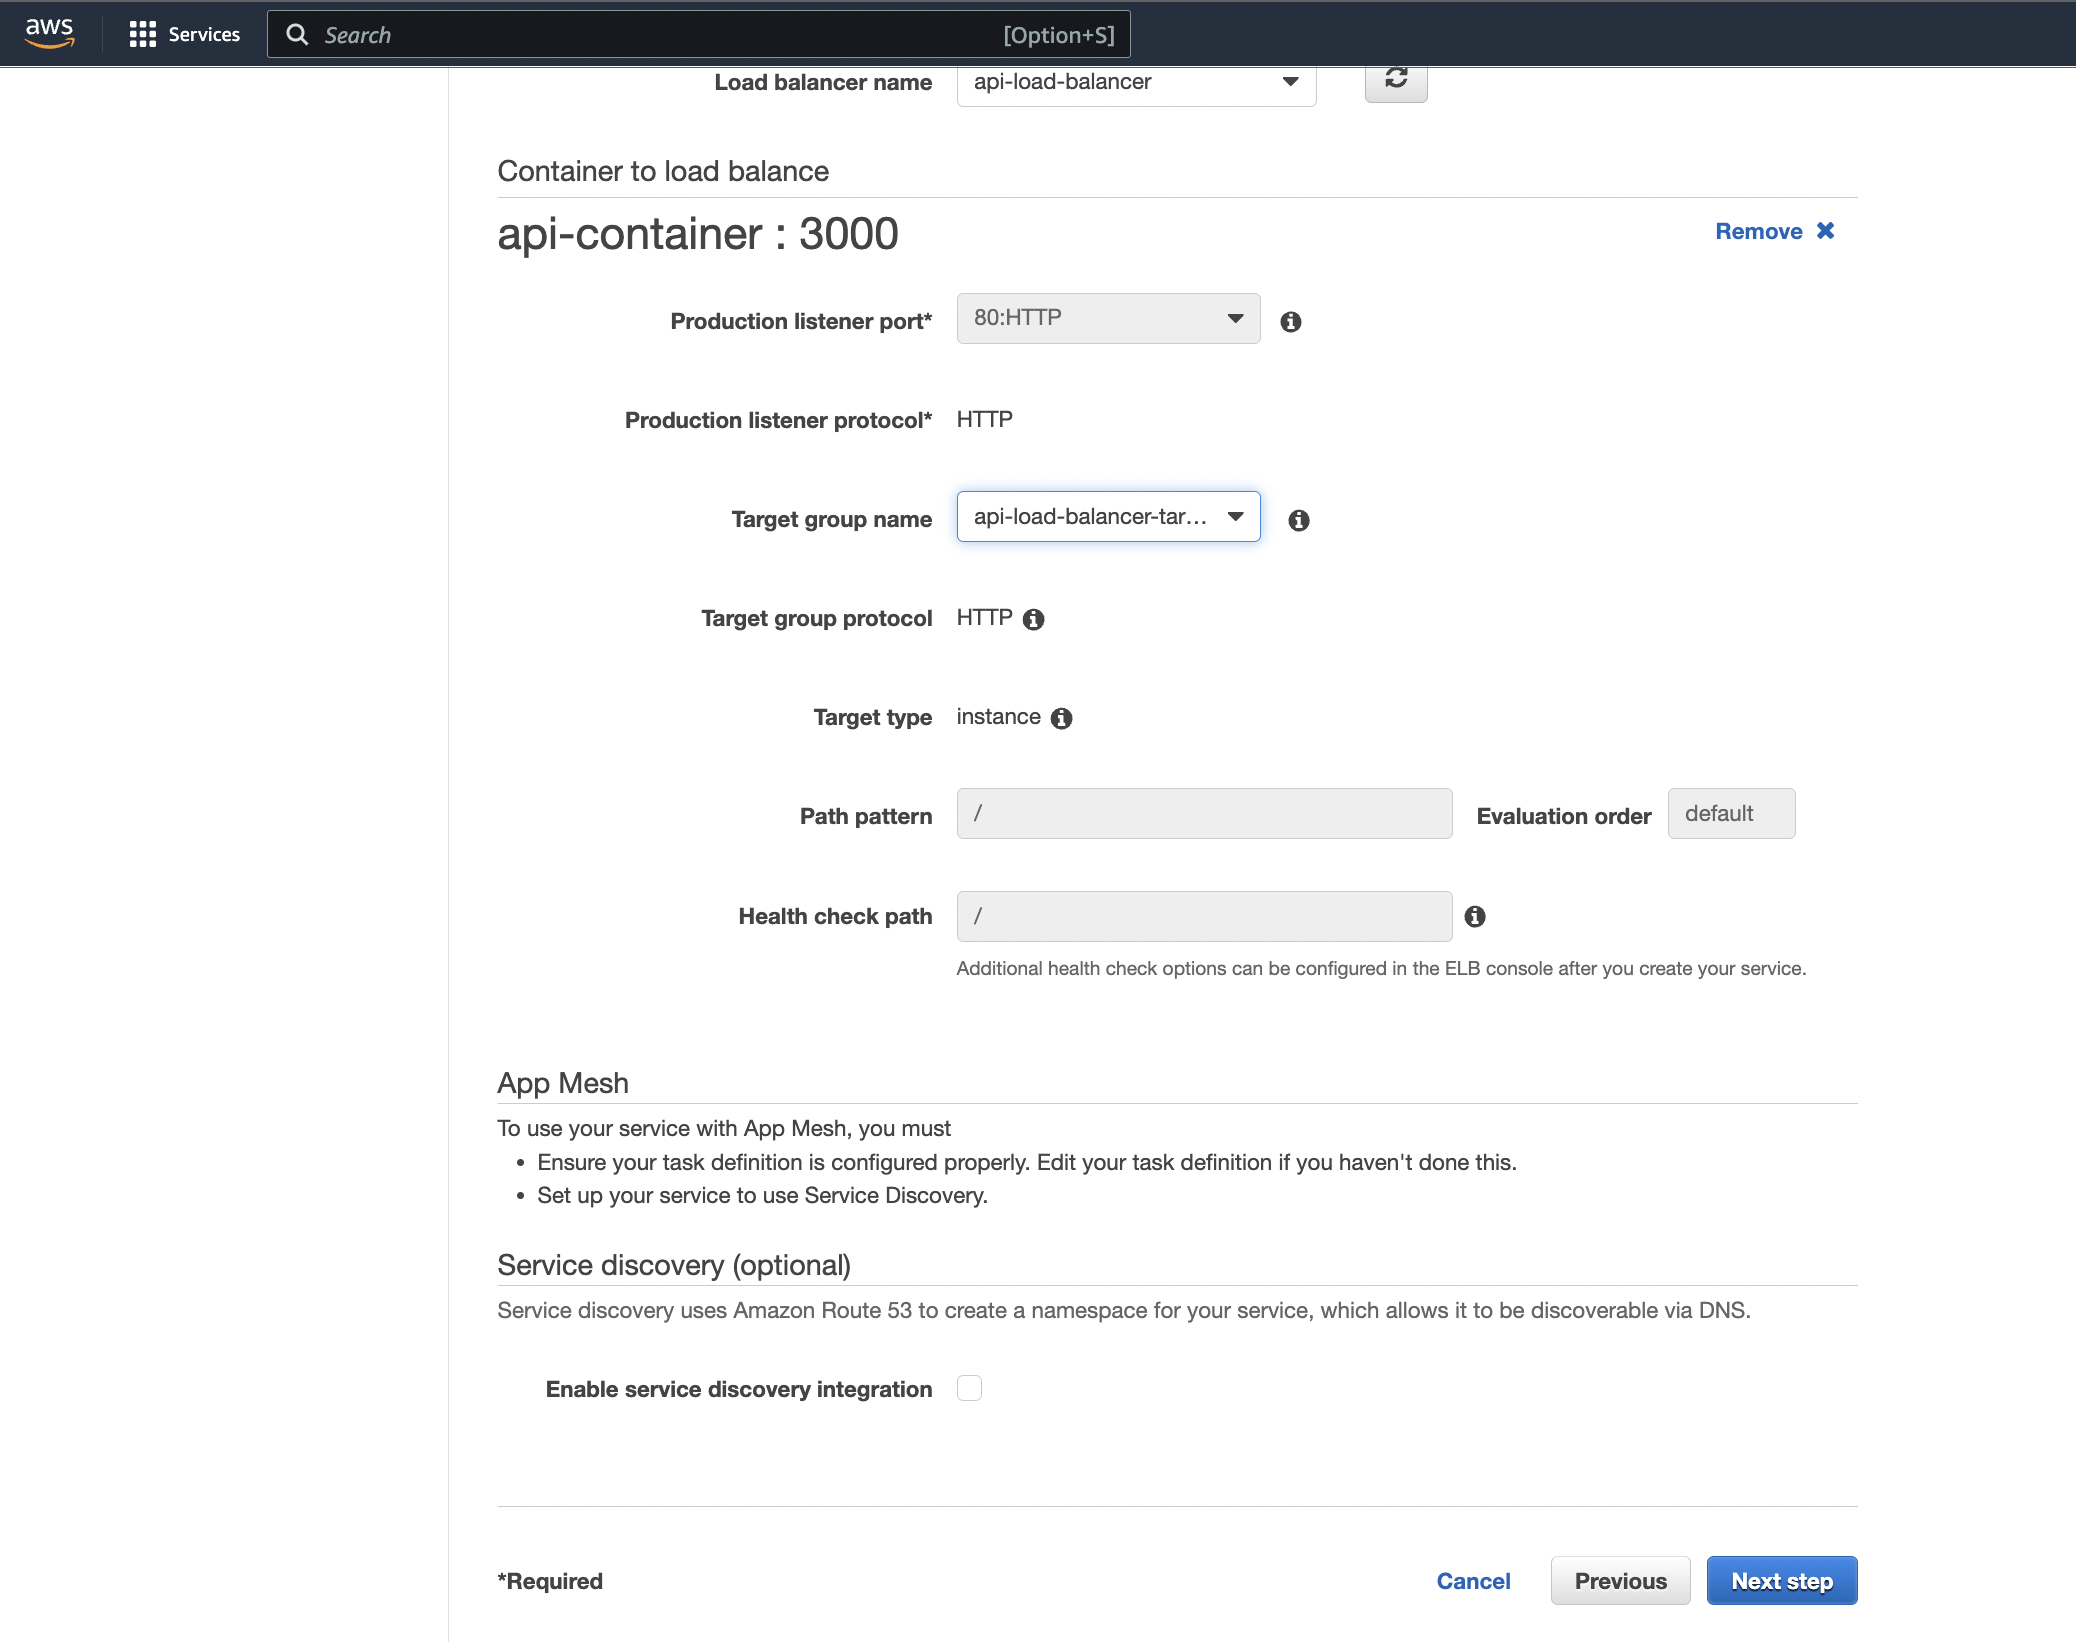 aws Services Search [Option+S]
Load balancer name api-load-balancer
Container to load balance
api-container : 3000 Remove
Production listener port* 80:HTTP
Production listener protocol* HTTP
Target group name api-load-balancer-tar...
Target group protocol HTTP
Target type instance
Path pattern / Evaluation order default
Health check path /
Additional health check options can be configured in the ELB console after you create your service.
App Mesh
To use your service with App Mesh, you must
• Ensure your task definition is configured properly. Edit your task definition if you haven't done this.
• Set up your service to use Service Discovery.
Service discovery (optional)
Service discovery uses Amazon Route 53 to create a namespace for your service, which allows it to be discoverable via DNS.
Enable service discovery integration
*Required Cancel Previous Next step